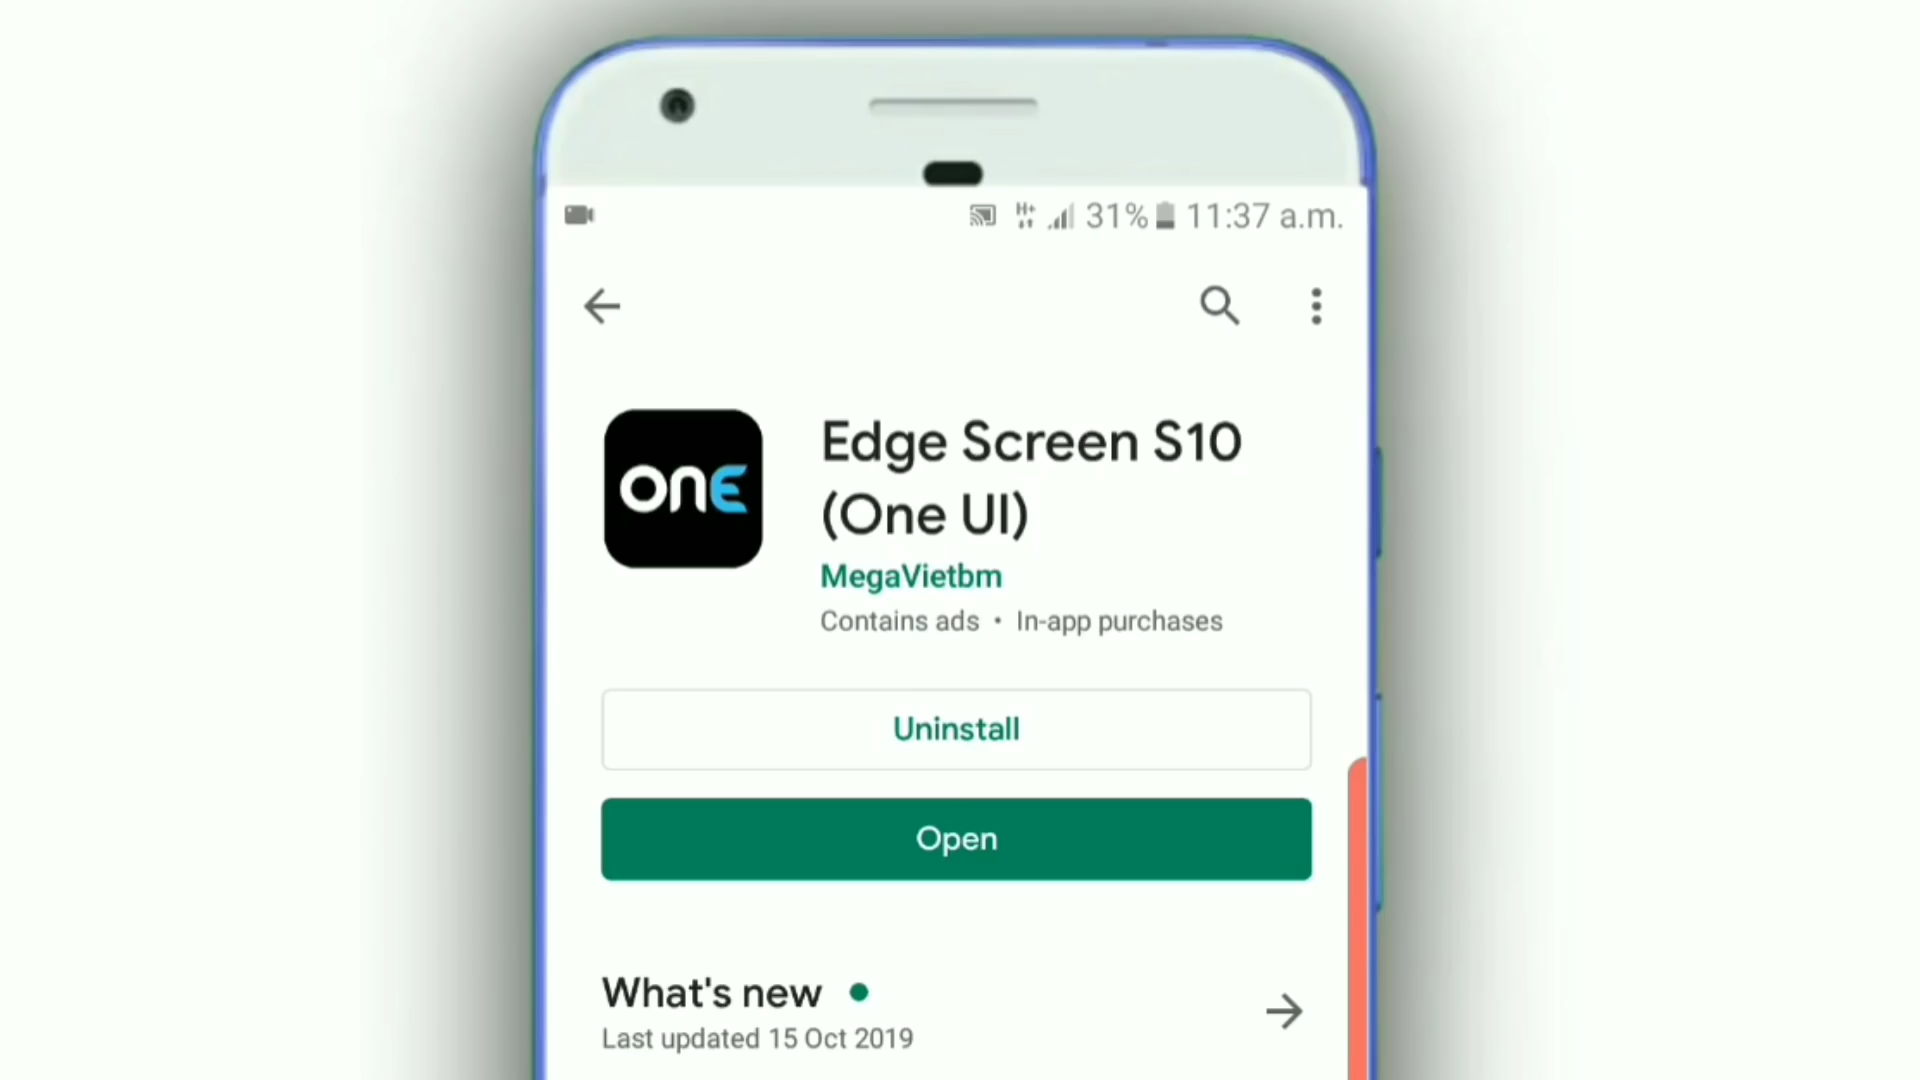 H+ 31% 11:37 a.m.
one
Edge Screen S10
(One UI)
MegaVietbm
Contains ads • In-app purchases
Uninstall
Open
What's new
Last updated 15 Oct 2019